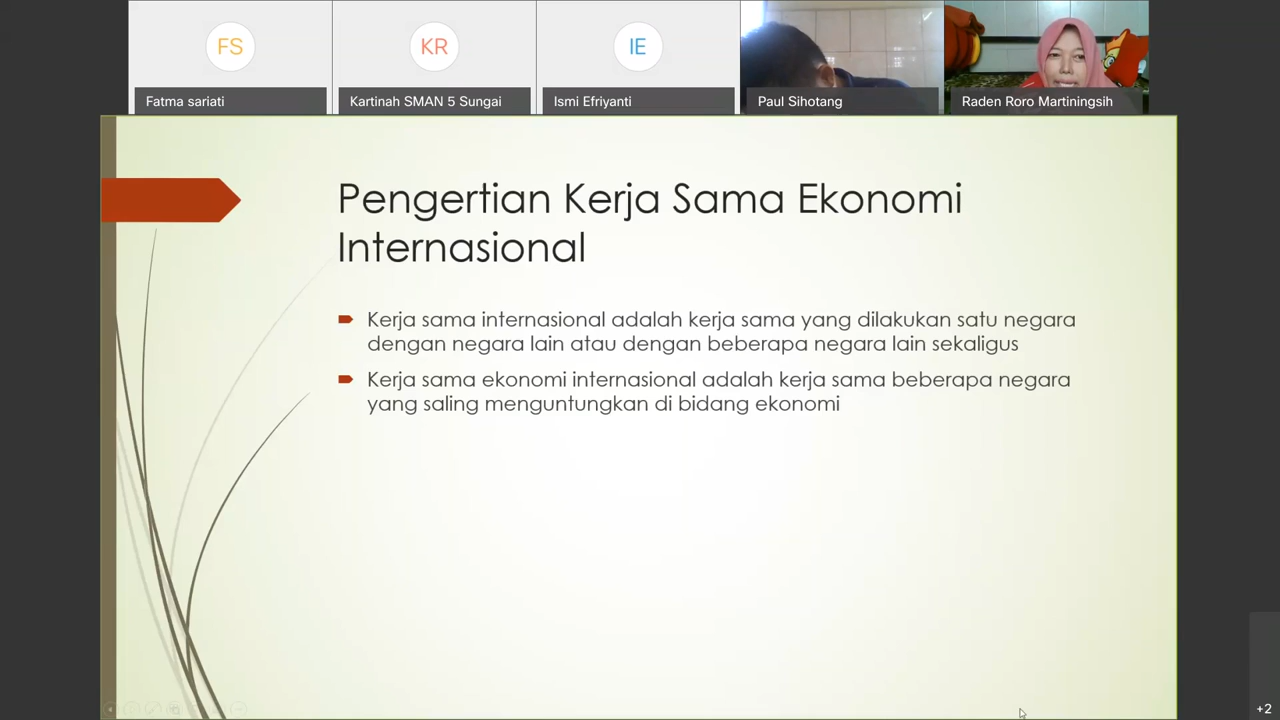 FS
KR
IE
Fatma sariati
Kartinah SMAN 5 Sungai
Ismi Efriyanti
Paul Sihotang
Raden Roro Martiningsih
Pengertian Kerja Sama Ekonomi
Internasional
Kerja sama internasional adalah kerja sama yang dilakukan satu negara
dengan negara lain atau dengan beberapa negara lain sekaligus
Kerja sama ekonomi internasional adalah kerja sama beberapa negara
yang saling menguntungkan di bidang ekonomi
+2